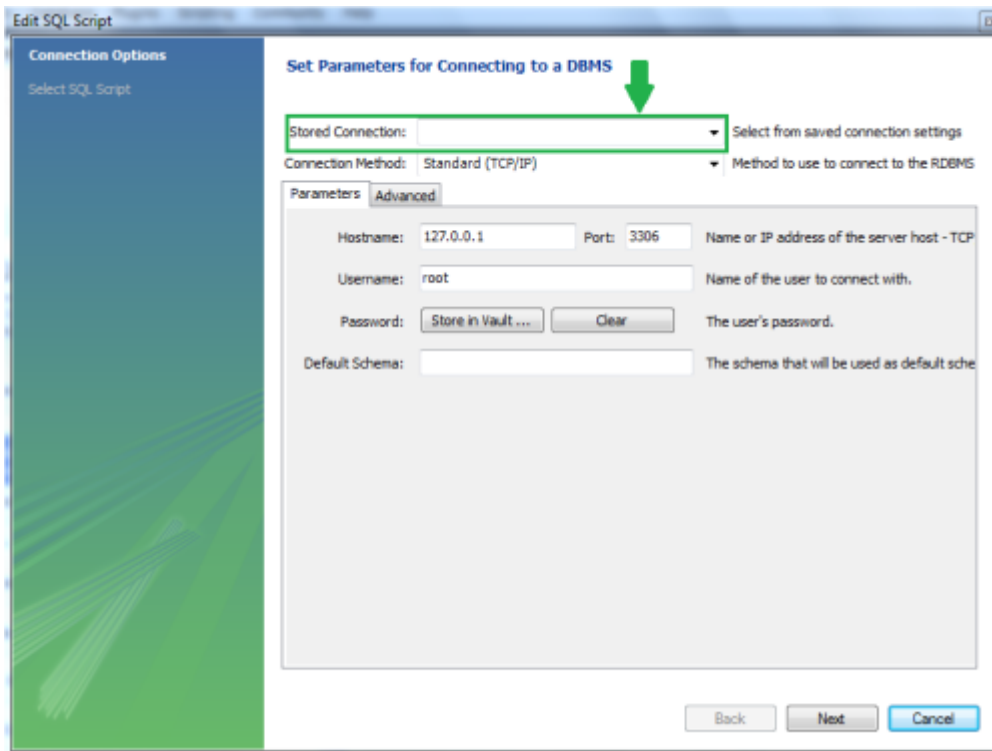 Edit SQL Script
Connection Options
Select SQL Script
Set Parameters for Connecting to a DBMS
Stored Connection: Select from saved connection settings
Connection Method: Standard (TCP/IP) Method to use to connect to the RDBMS
Parameters Advanced
Hostname: 127.0.0.1 Port: 3306 Name or IP address of the server host - TCP
Username: root Name of the user to connect with.
Password: Store in Vault ... Clear The user's password.
Default Schema: The schema that will be used as default sche
Back Next Cancel